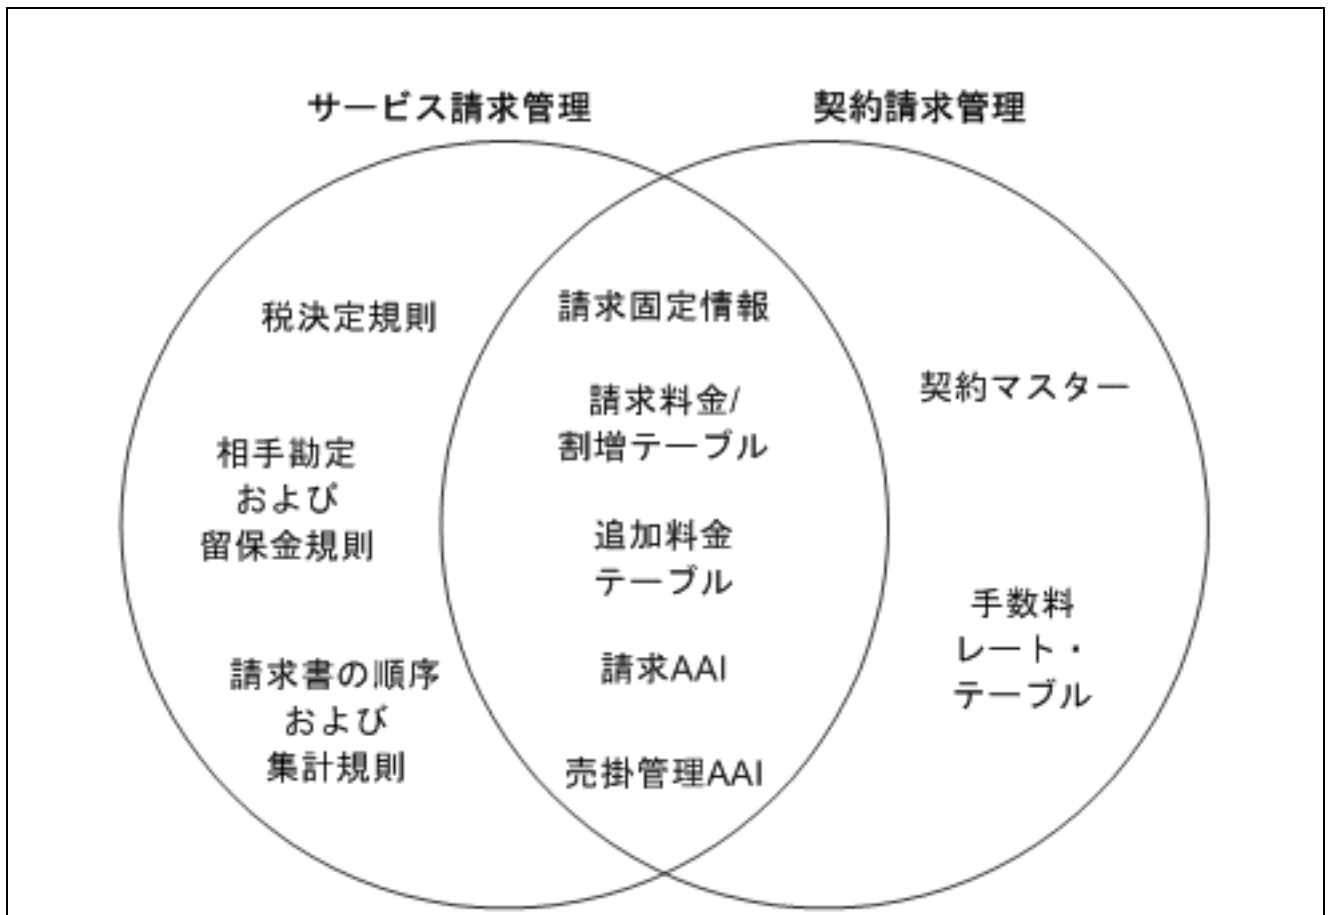 サービス請求管理
契約請求管理
税決定規則
相手勘定
および
留保金規則
請求書の順序
および
集計規則
請求固定情報
請求料金/
割増テーブル
追加料金
テーブル
請求AAI
売掛管理AAI
契約マスター
手数料
レート・
テーブル